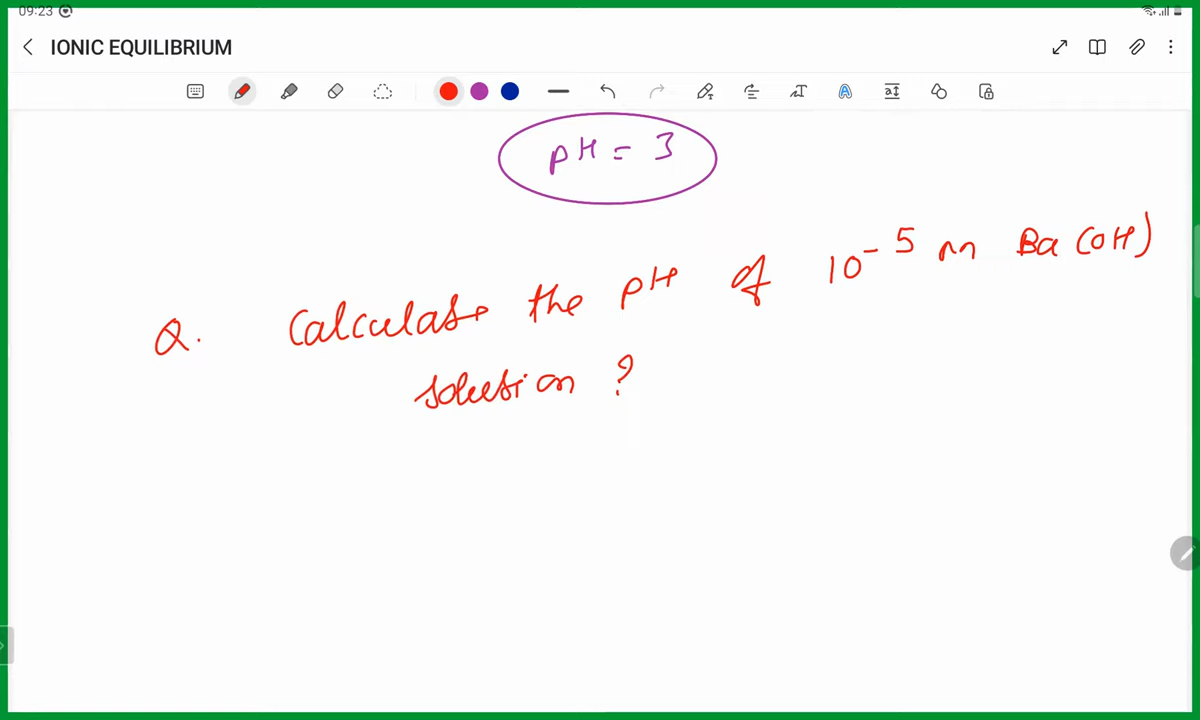 09:23
IONIC EQUILIBRIUM
pH = 3
Q. Calculate the pH of 10⁻⁵ m Ba(OH)
solution ?